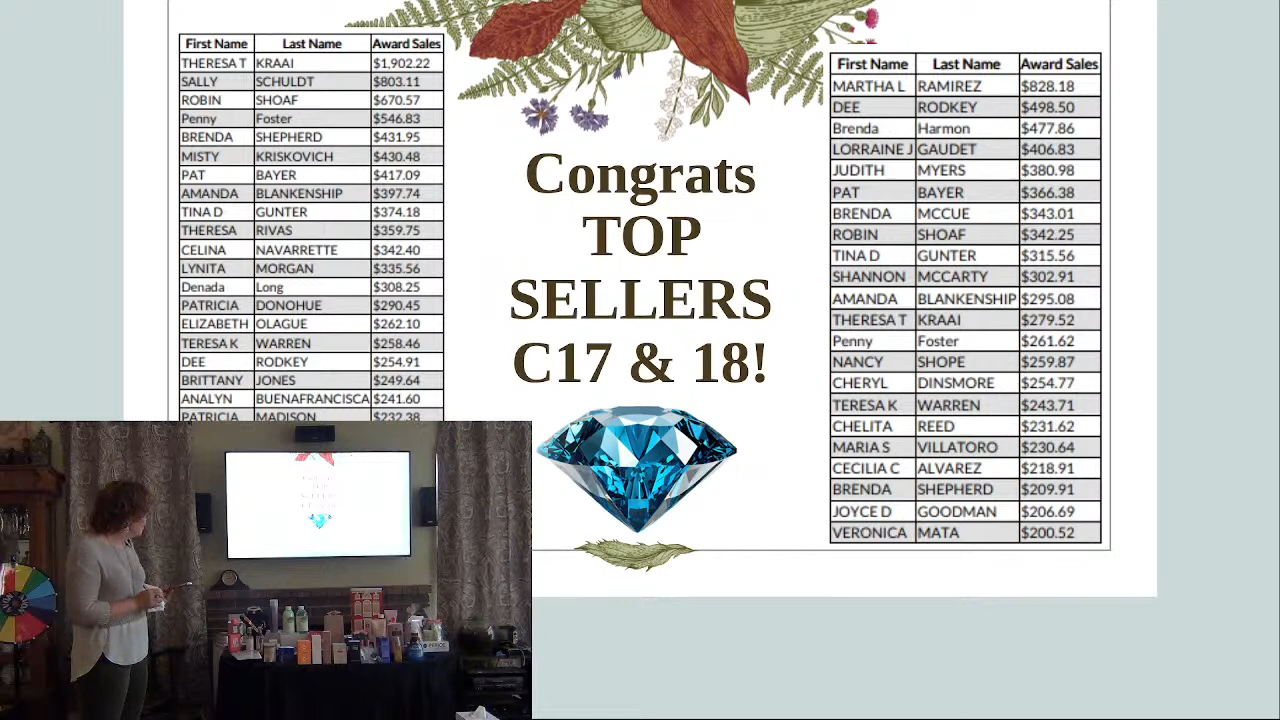 First Name Last Name Award Sales
THERESA T KRAAI $1,902.22
SALLY SCHULDT $803.11
ROBIN SHOAF $670.57
Penny Foster $546.83
BRENDA SHEPHERD $431.95
MISTY KRISKOVICH $430.48
PAT BAYER $417.09
AMANDA BLANKENSHIP $397.74
TINA D GUNTER $374.18
THERESA RIVAS $359.75
CELINA NAVARRETTE $342.40
LYNITA MORGAN $335.56
Denada Long $308.25
PATRICIA DONOHUE $290.45
ELIZABETH OLAGUE $262.10
TERESA K WARREN $258.46
DEE RODKEY $254.91
BRITTANY JONES $249.64
ANALYN BUENAFRANCISCA $241.60
PATRICIA MADISON $232.38
Congrats
TOP
SELLERS
C17 & 18!
First Name Last Name Award Sales
MARTHA L RAMIREZ $828.18
DEE RODKEY $498.50
Brenda Harmon $477.86
LORRAINE J GAUDET $406.83
JUDITH MYERS $380.98
PAT BAYER $366.38
BRENDA MCCUE $343.01
ROBIN SHOAF $342.25
TINA D GUNTER $315.56
SHANNON MCCARTY $302.91
AMANDA BLANKENSHIP $295.08
THERESA T KRAAI $279.52
Penny Foster $261.62
NANCY SHOPE $259.87
CHERYL DINSMORE $254.77
TERESA K WARREN $243.71
CHELITA REED $231.62
MARIA S VILLATORO $230.64
CECILIA C ALVAREZ $218.91
BRENDA SHEPHERD $209.91
JOYCE D GOODMAN $206.69
VERONICA MATA $200.52